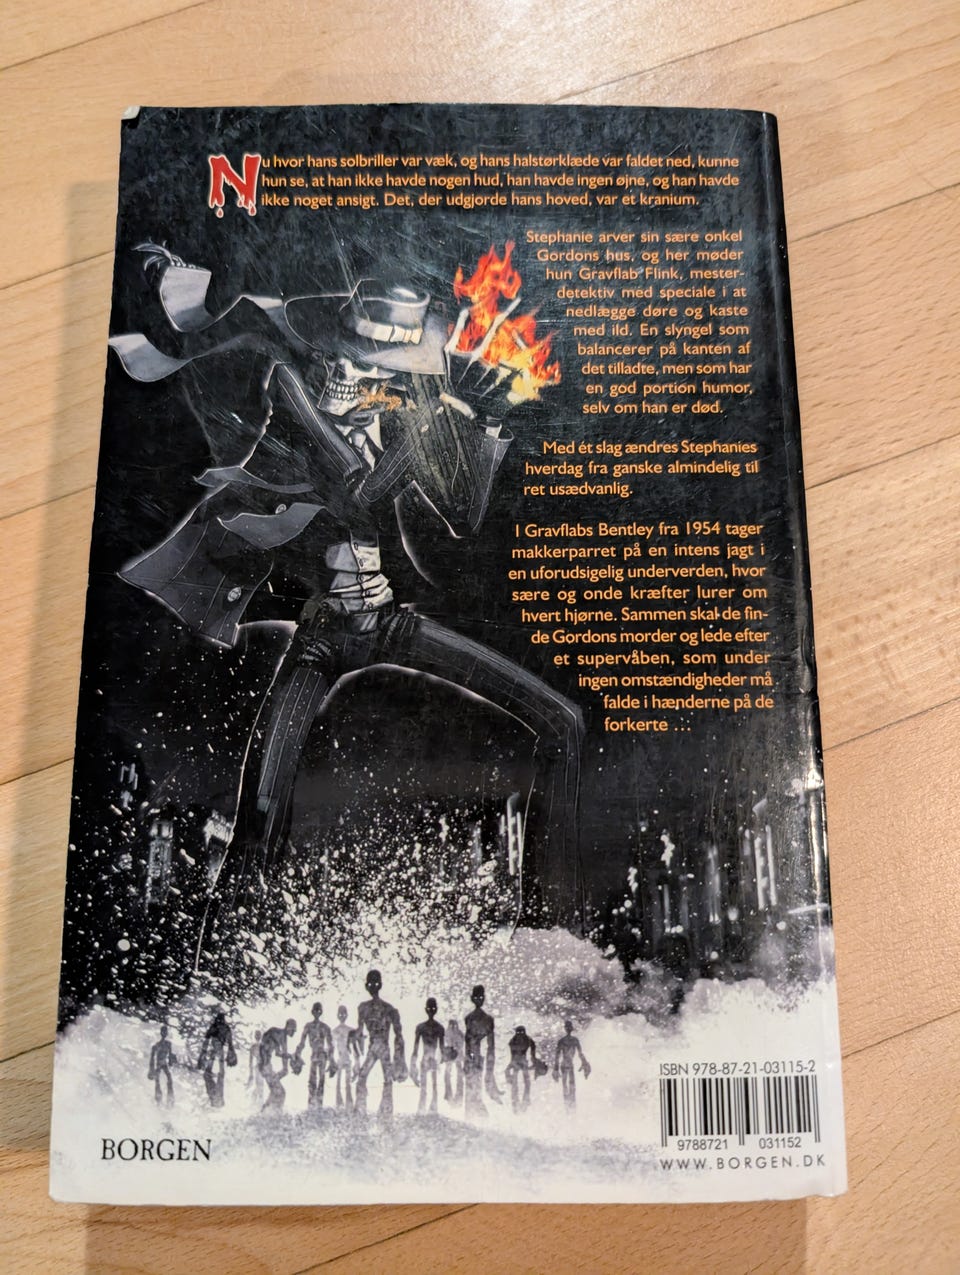 Nu hvor hans solbriller var væk, og hans halstørklæde var faldet ned, kunne
hun se, at han ikke havde nogen hud, han havde ingen øjne, og han havde
ikke noget ansigt. Det, der udgjorde hans hoved, var et kranium.
Stephanie arver sin sære onkel
Gordons hus, og her møder
hun Gravflab Flink, mester-
detektiv med speciale i at
nedlægge døre og kaste
med ild. En slyngel som
balancerer på kanten af
det tilladte, men som har
en god portion humor,
selv om han er død.
Med ét slag ændres Stephanies
hverdag fra ganske almindelig til
ret usædvanlig.
I Gravflabs Bentley fra 1954 tager
makkerparret på en intens jagt i
en uforudsigelig underverden, hvor
sære og onde kræfter lurer om
hvert hjørne. Sammen skal de fin-
de Gordons morder og lede efter
et supervåben, som under
ingen omstændigheder må
falde i hænderne på de
forkerte ...
ISBN 978-87-21-03115-2
9788721 031152
WWW.BORGEN.DK
BORGEN